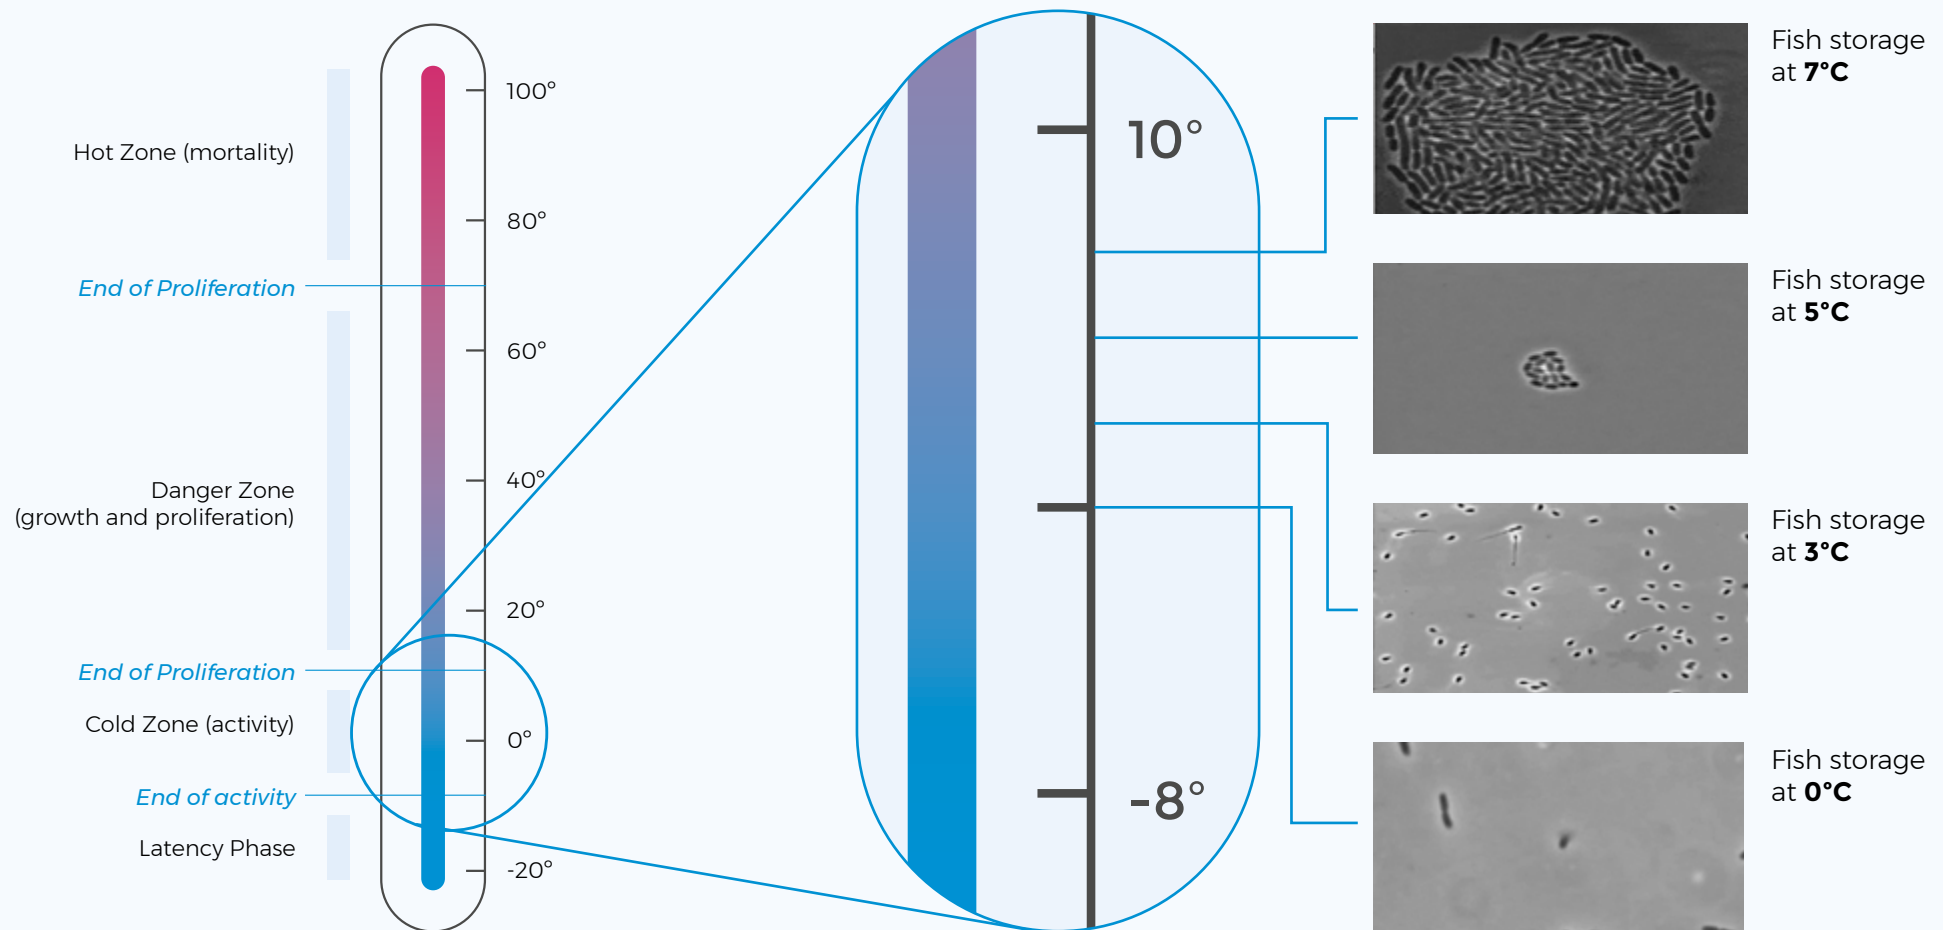 Hot Zone (mortality)
End of Proliferation
Danger Zone
(growth and proliferation)
End of Proliferation
Cold Zone (activity)
End of activity
Latency Phase
100°
80°
60°
40°
20°
0°
-20°
10°
-8°
Fish storage
at 7°C
Fish storage
at 5°C
Fish storage
at 3°C
Fish storage
at 0°C